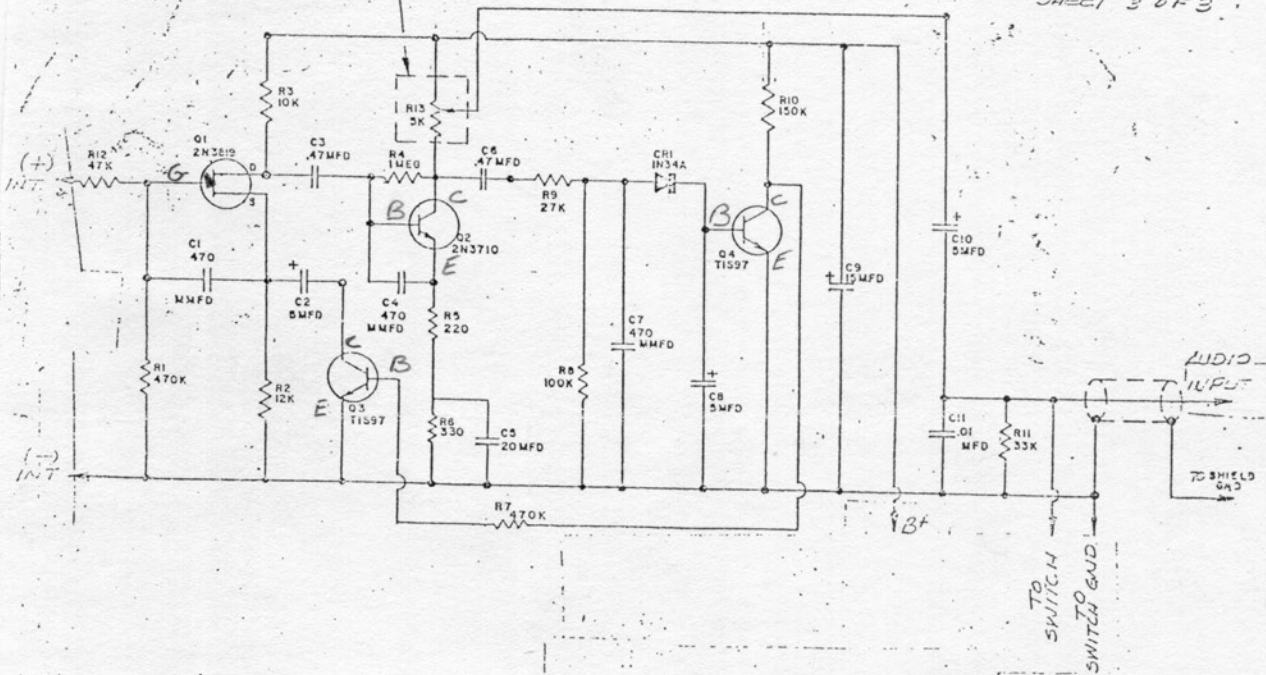 SHEET 3 OF 3
R3
10K
R13
5K
R10
150K
Q1
2N3819
C3
.47MFD
R4
1MEG
C6
.47MFD
CR1
1N34A
(+)
INT.
R12
47K
G
D
S
R9
27K
B
C
Q2
2N3710
E
B
C
Q4
TIS97
E
C9
15MFD
+
C10
5MFD
+
C1
470
MMFD
+
C2
5MFD
C4
470
MMFD
R5
220
C7
470
MMFD
R8
100K
+
C8
5MFD
R1
470K
R2
12K
C
B
E
Q3
TIS97
R6
330
C5
20MFD
C11
.01
MFD
R11
33K
AUDIO
INPUT
(-)
INT
TO SHIELD
GND
R7
470K
B+
TO
SWITCH
TO
SWITCH GND.